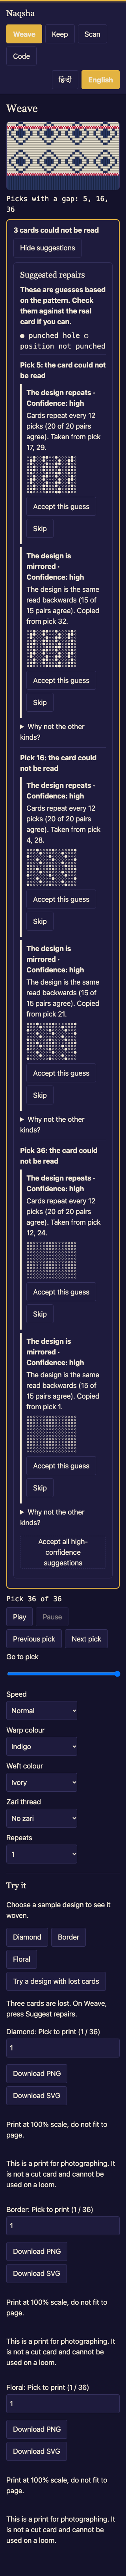 Naqsha
Weave
Keep
Scan
Code
हिन्दी
English
Weave
Picks with a gap: 5, 16,
36
3 cards could not be read
Hide suggestions
Suggested repairs
These are guesses based
on the pattern. Check
them against the real
card if you can.
● punched hole ○
position not punched
Pick 5: the card could not
be read
The design repeats ·
Confidence: high
Cards repeat every 12
picks (20 of 20 pairs
agree). Taken from pick
17, 29.
Accept this guess
Skip
The design is
mirrored ·
Confidence: high
The design is the same
read backwards (15 of
15 pairs agree). Copied
from pick 32.
Accept this guess
Skip
▶ Why not the other
kinds?
Pick 16: the card could
not be read
The design repeats ·
Confidence: high
Cards repeat every 12
picks (20 of 20 pairs
agree). Taken from pick
4, 28.
Accept this guess
Skip
The design is
mirrored ·
Confidence: high
The design is the same
read backwards (15 of
15 pairs agree). Copied
from pick 21.
Accept this guess
Skip
▶ Why not the other
kinds?
Pick 36: the card could
not be read
The design repeats ·
Confidence: high
Cards repeat every 12
picks (20 of 20 pairs
agree). Taken from pick
12, 24.
Accept this guess
Skip
The design is
mirrored ·
Confidence: high
The design is the same
read backwards (15 of
15 pairs agree). Copied
from pick 1.
Accept this guess
Skip
▶ Why not the other
kinds?
Accept all high-
confidence
suggestions
Pick 36 of 36
Play
Pause
Previous pick
Next pick
Go to pick
Speed
Normal
Warp colour
Indigo
Weft colour
Ivory
Zari thread
No zari
Repeats
1
Try it
Choose a sample design to see it
woven.
Diamond
Border
Floral
Try a design with lost cards
Three cards are lost. On Weave,
press Suggest repairs.
Diamond: Pick to print (1 / 36)
1
Download PNG
Download SVG
Print at 100% scale, do not fit to
page.
This is a print for photographing. It
is not a cut card and cannot be
used on a loom.
Border: Pick to print (1 / 36)
1
Download PNG
Download SVG
Print at 100% scale, do not fit to
page.
This is a print for photographing. It
is not a cut card and cannot be
used on a loom.
Floral: Pick to print (1 / 36)
1
Download PNG
Download SVG
Print at 100% scale, do not fit to
page.
This is a print for photographing. It
is not a cut card and cannot be
used on a loom.